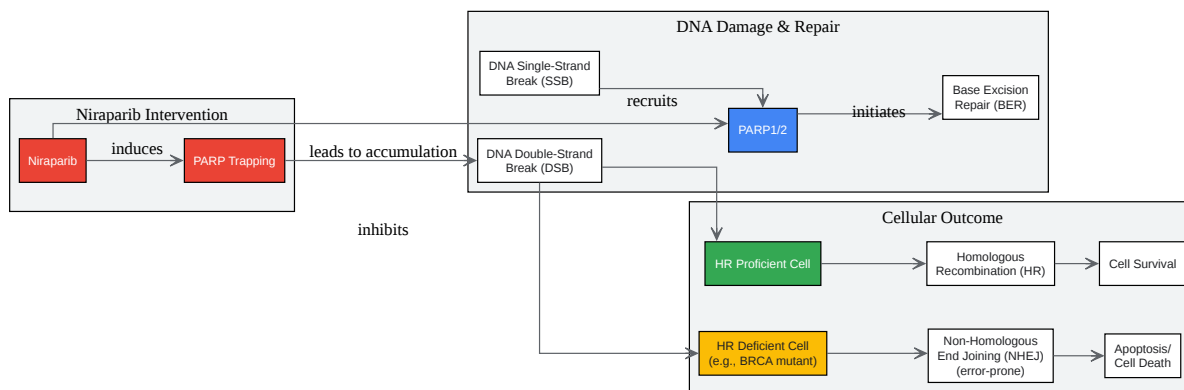 DNA Damage & Repair
DNA Single-Strand
Break (SSB)
recruits
PARP1/2
initiates
Base Excision
Repair (BER)
Niraparib Intervention
Niraparib
induces
PARP Trapping
leads to accumulation
DNA Double-Strand
Break (DSB)
inhibits
Cellular Outcome
HR Proficient Cell
Homologous
Recombination (HR)
Cell Survival
HR Deficient Cell
(e.g., BRCA mutant)
Non-Homologous
End Joining (NHEJ)
(error-prone)
Apoptosis/
Cell Death